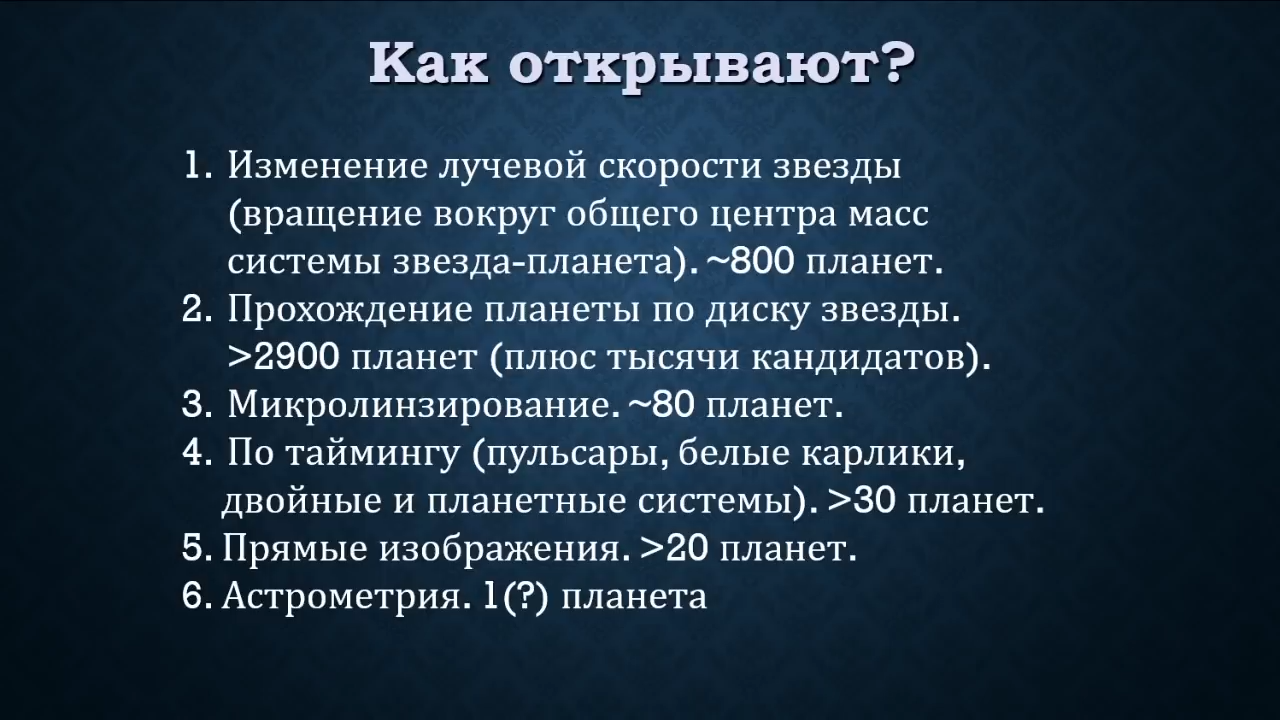 Как открывают?
1. Изменение лучевой скорости звезды
(вращение вокруг общего центра масс
системы звезда-планета). ~800 планет.
2. Прохождение планеты по диску звезды.
>2900 планет (плюс тысячи кандидатов).
3. Микролинзирование. ~80 планет.
4. По таймингу (пульсары, белые карлики,
двойные и планетные системы). >30 планет.
5. Прямые изображения. >20 планет.
6. Астрометрия. 1(?) планета